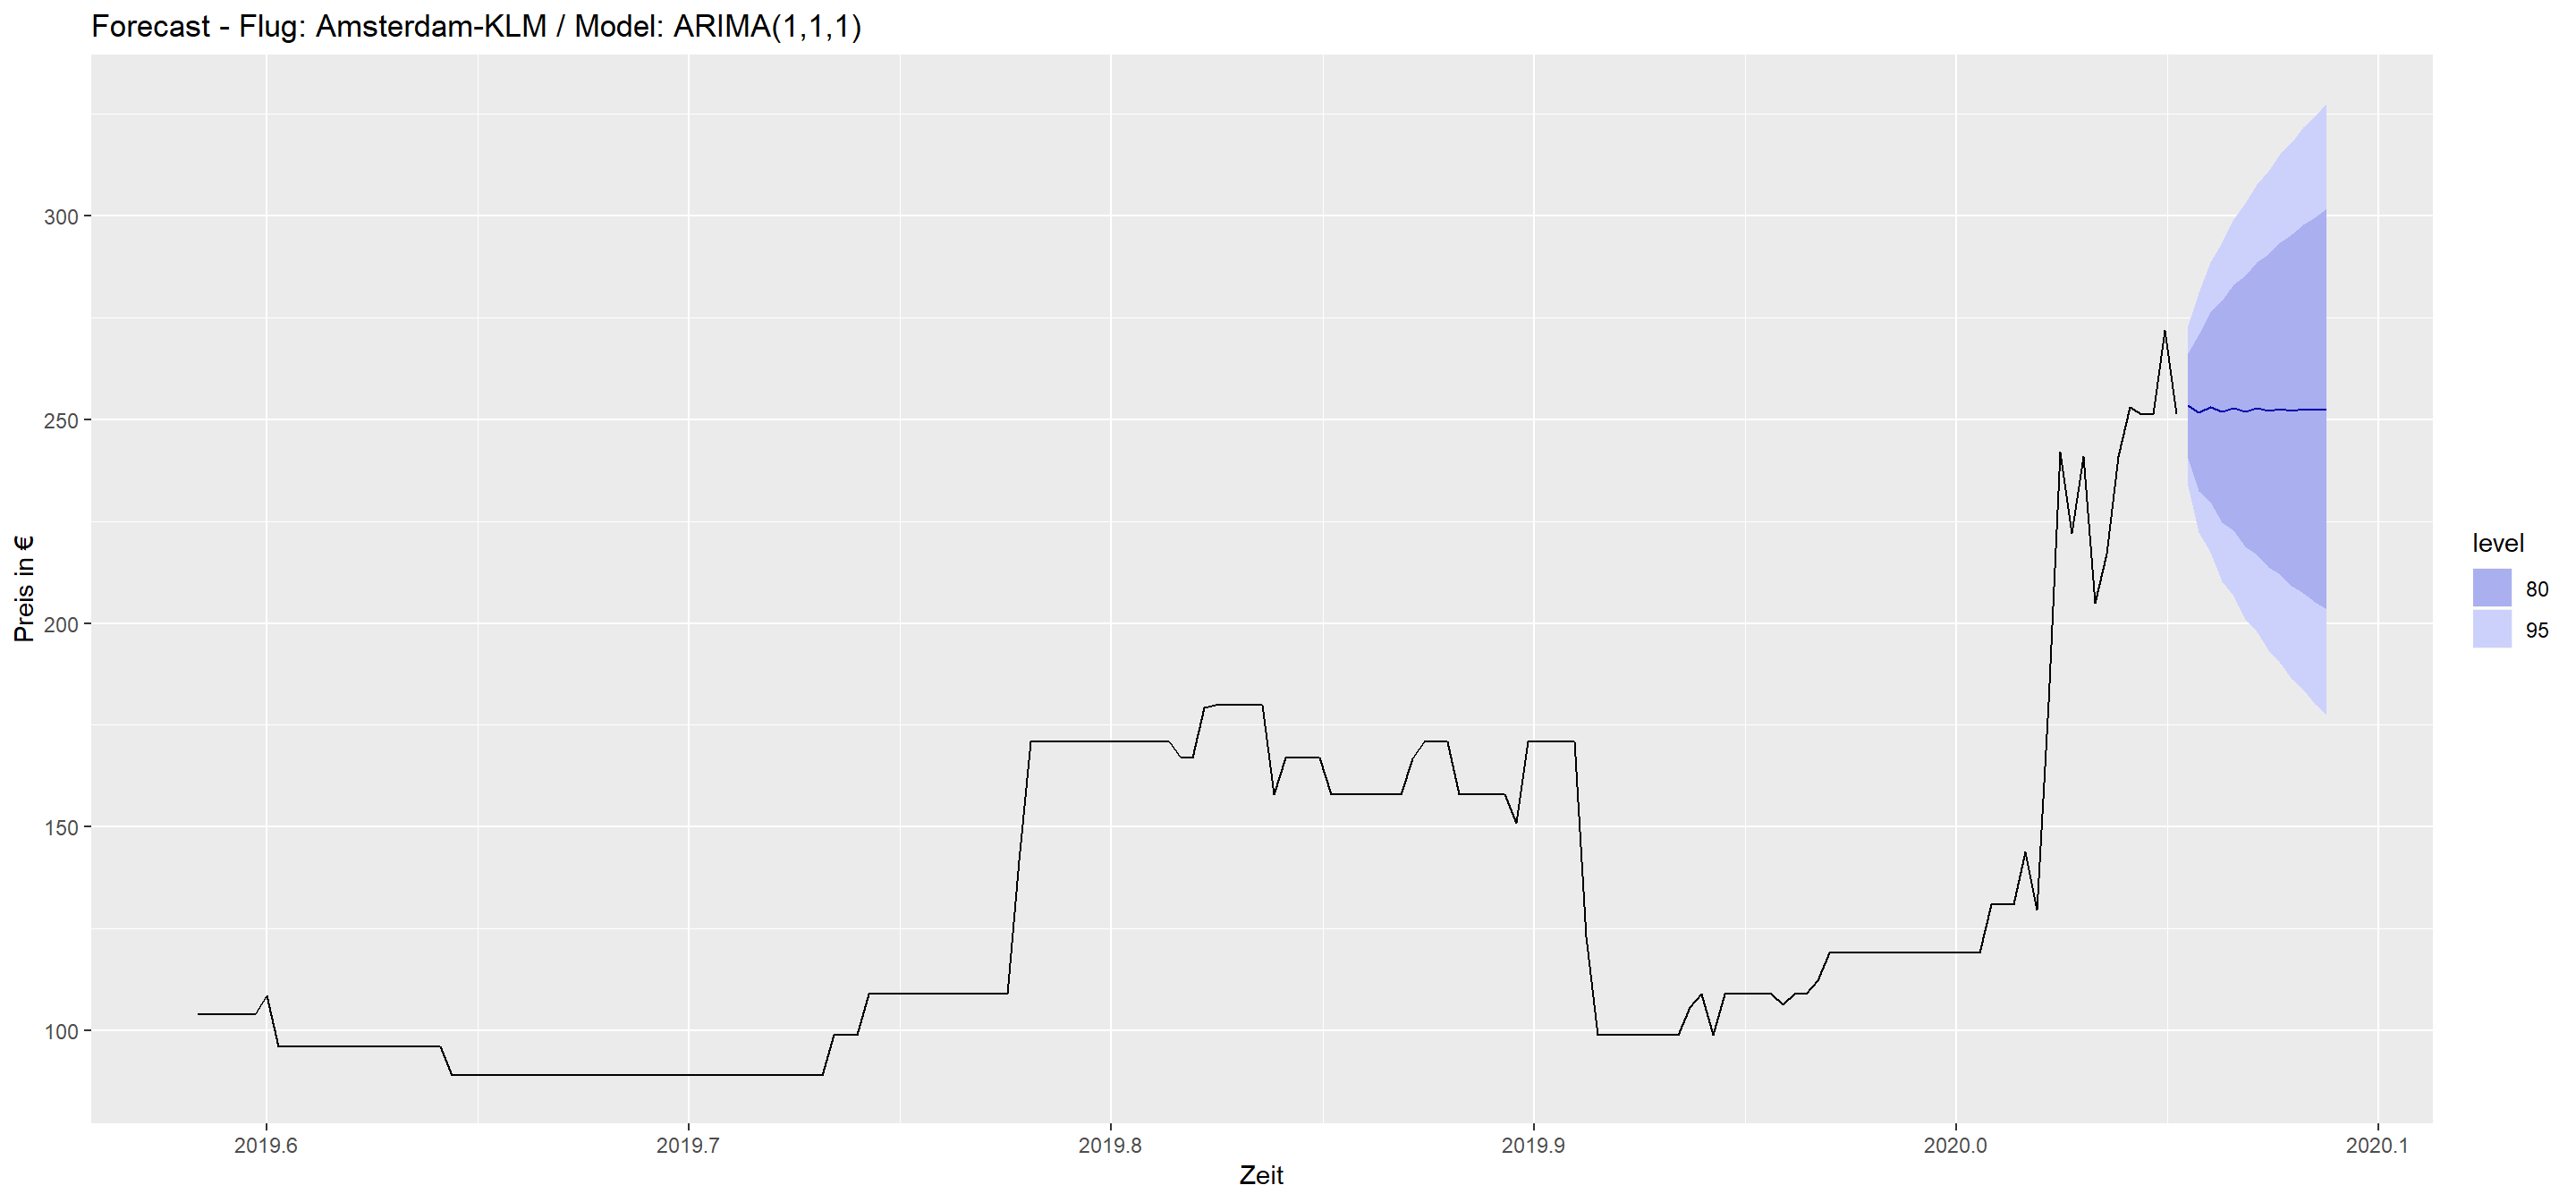 Forecast - Flug: Amsterdam-KLM / Model: ARIMA(1,1,1)
300
250
200
150
100
Preis in €
2019.6 2019.7 2019.8 2019.9 2020.0 2020.1
Zeit
level
80
95